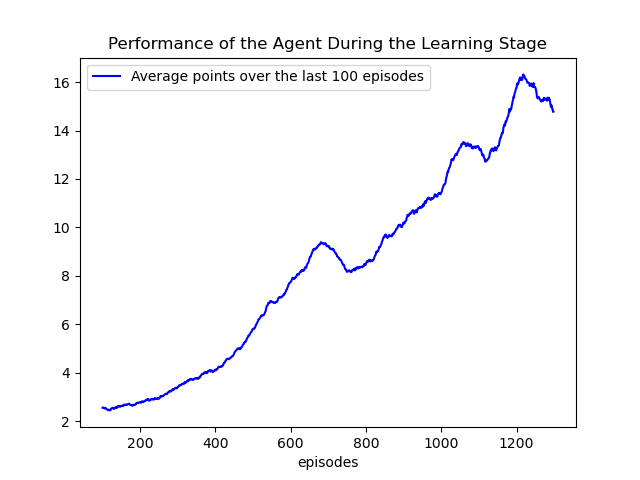 Performance of the Agent During the Learning Stage
Average points over the last 100 episodes
16
14
12
10
8
6
4
2
200 400 600 800 1000 1200
episodes